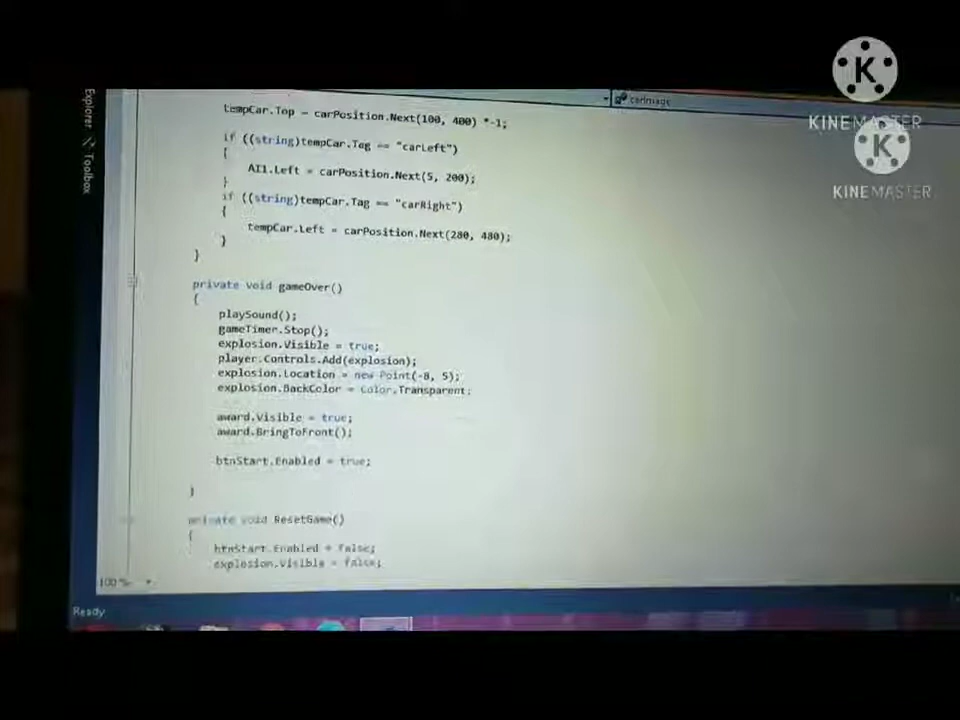 carImage
tempCar.Top = carPosition.Next(100, 400) *-1;
if ((string)tempCar.Tag == "carLeft")
{
AI1.Left = carPosition.Next(5, 200);
}
if ((string)tempCar.Tag == "carRight")
{
tempCar.Left = carPosition.Next(280, 480);
}
}
private void gameOver()
{
playSound();
gameTimer.Stop();
explosion.Visible = true;
player.Controls.Add(explosion);
explosion.Location = new Point(-8, 5);
explosion.BackColor = Color.Transparent;
award.Visible = true;
award.BringToFront();
btnStart.Enabled = true;
}
private void ResetGame()
{
btnStart.Enabled = false;
explosion.Visible = false;
100 %
Ready
Explorer
Toolbox
K
KINEMASTER
K
KINEMASTER